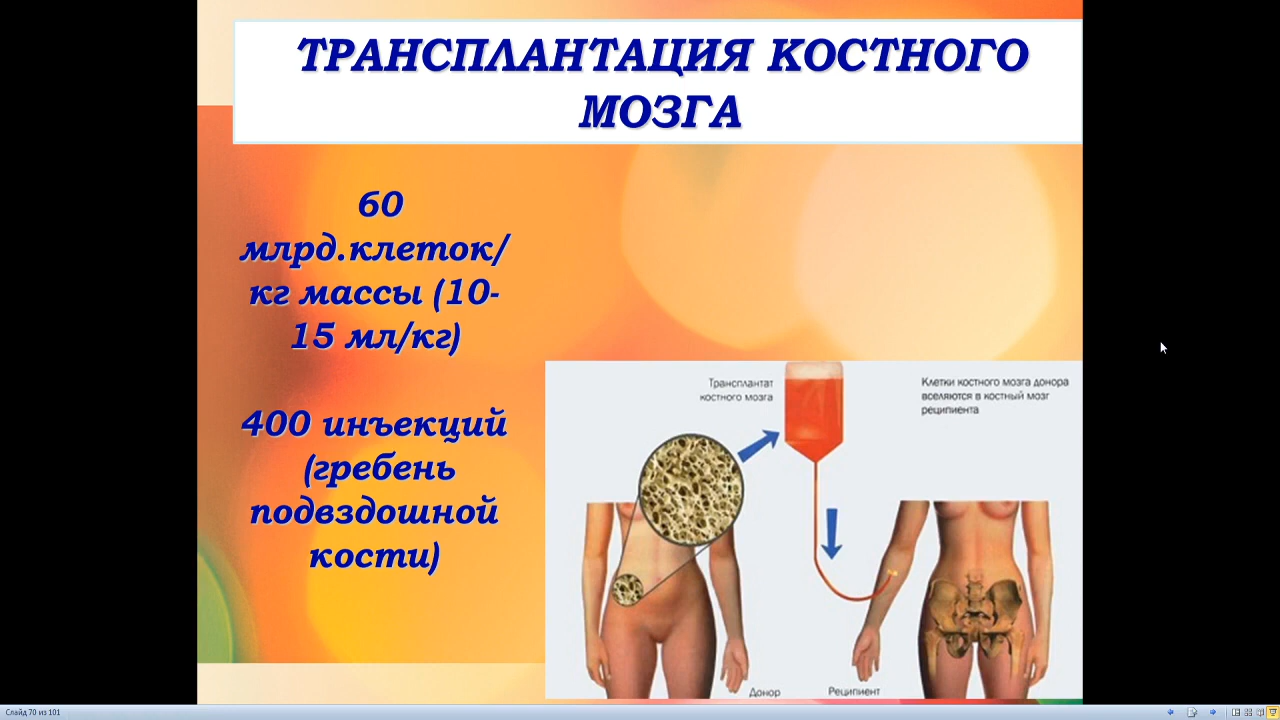 ТРАНСПЛАНТАЦИЯ КОСТНОГО
МОЗГА
60
млрд.клеток/
кг массы (10-
15 мл/кг)
400 инъекций
(гребень
подвздошной
кости)
Трансплантат
костного мозга
Клетки костного мозга донора
вселяются в костный мозг
реципиента
Донор
Реципиент
Слайд 70 из 101